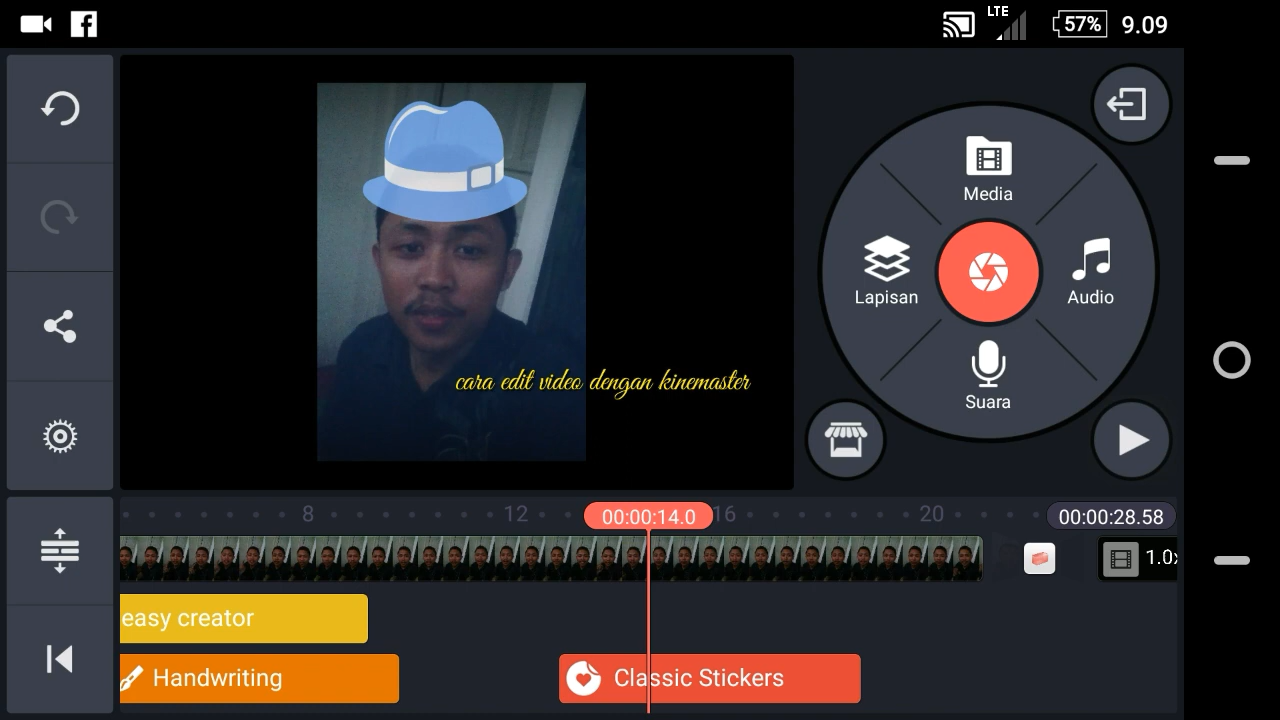 LTE
57%
9.09
Media
Lapisan
Audio
Suara
cara edit video dengan kinemaster
8
12
00:00:14.0
16
20
00:00:28.58
1.0x
easy creator
Handwriting
Classic Stickers